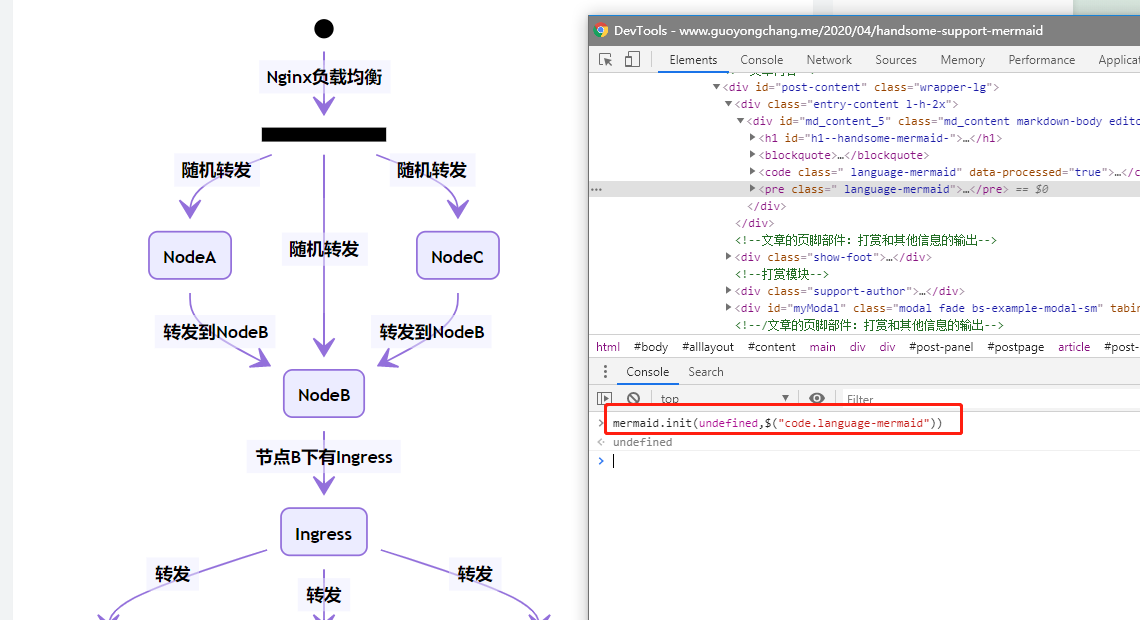 Nginx负载均衡
随机转发
随机转发
随机转发
NodeA
NodeC
转发到NodeB
转发到NodeB
NodeB
节点B下有Ingress
Ingress
转发
转发
转发
DevTools - www.guoyongchang.me/2020/04/handsome-support-mermaid
Elements Console Network Sources Memory Performance Applicat
▼<div id="post-content" class="wrapper-lg">
▼<div class="entry-content l-h-2x">
▼<div id="md_content_5" class="md_content markdown-body edito
▶<h1 id="h1--handsome-mermaid-">…</h1>
▶<blockquote>…</blockquote>
▶<code class=" language-mermaid" data-processed="true">…</c
▶<pre class=" language-mermaid">…</pre> == $0
</div>
</div>
<!--文章的页脚部件：打赏和其他信息的输出-->
▶<div class="show-foot">…</div>
<!--打赏模块-->
▶<div class="support-author">…</div>
▶<div id="myModal" class="modal fade bs-example-modal-sm" tabin
<!--/文章的页脚部件：打赏和其他信息的输出-->
html #body #alllayout #content main div div #post-panel #postpage article #post-
Console Search
top ▼ Filter
> mermaid.init(undefined,$("code.language-mermaid"))
undefined
>